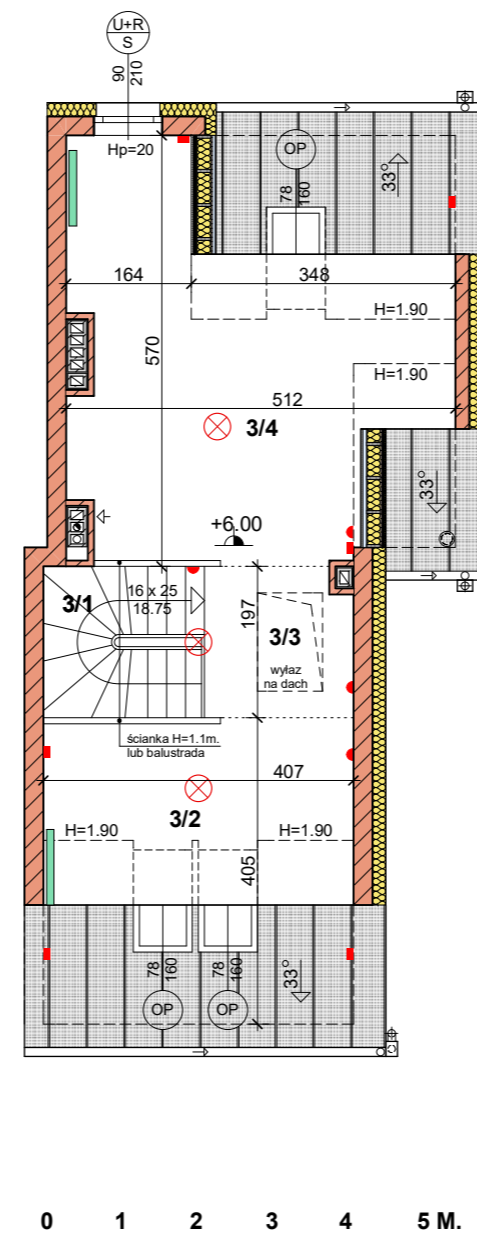 U+R
S
90
210
Hp=20
OP
33°
78
160
164
348
H=1.90
570
H=1.90
512
3/4
33°
+6.00
3/1
16 x 25
18.75
197
3/3
wyłaz
na dach
ścianka H=1.1m.
lub balustrada
407
3/2
H=1.90
H=1.90
405
78
160
78
160
33°
OP
OP
0 1 2 3 4 5 M.